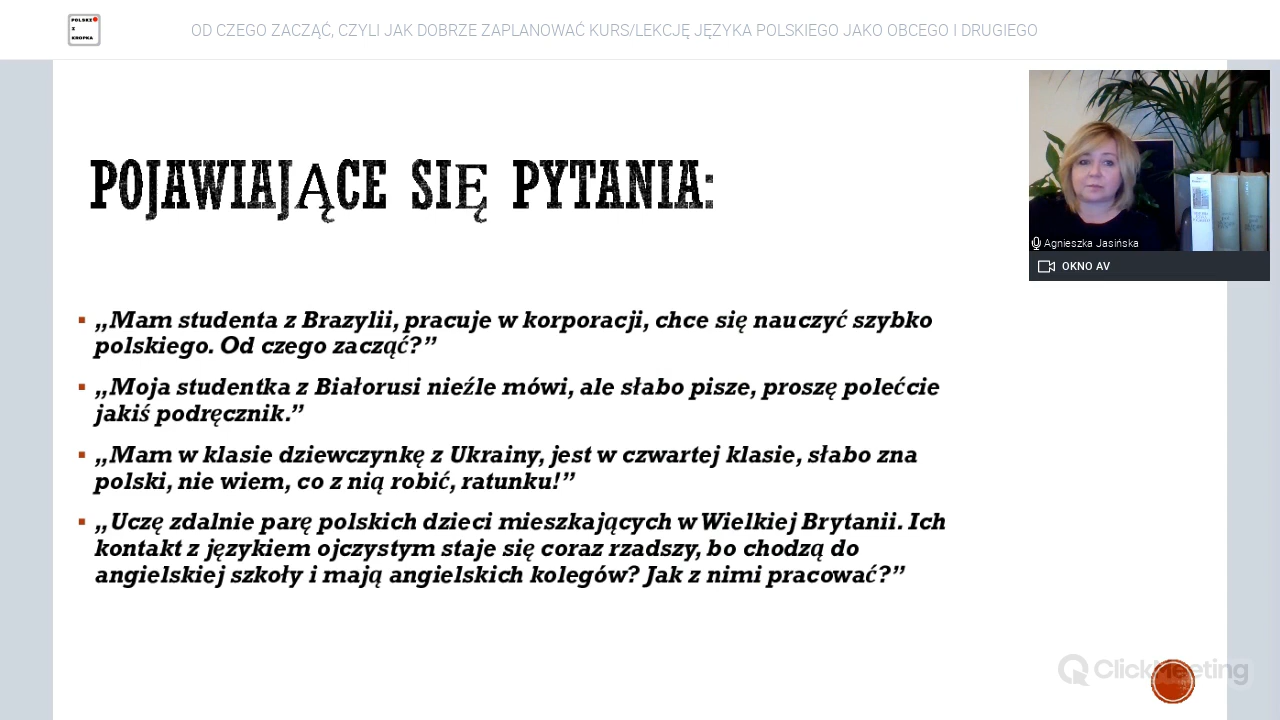 POLSKI
Z
KROPKA
OD CZEGO ZACZĄĆ, CZYLI JAK DOBRZE ZAPLANOWAĆ KURS/LEKCJĘ JĘZYKA POLSKIEGO JAKO OBCEGO I DRUGIEGO
POJAWIAJĄCE SIĘ PYTANIA:
Agnieszka Jasińska
OKNO AV
▪ „Mam studenta z Brazylii, pracuje w korporacji, chce się nauczyć szybko
polskiego. Od czego zacząć?”
▪ „Moja studentka z Białorusi nieźle mówi, ale słabo pisze, proszę polećcie
jakiś podręcznik.”
▪ „Mam w klasie dziewczynkę z Ukrainy, jest w czwartej klasie, słabo zna
polski, nie wiem, co z nią robić, ratunku!”
▪ „Uczę zdalnie parę polskich dzieci mieszkających w Wielkiej Brytanii. Ich
kontakt z językiem ojczystym staje się coraz rzadszy, bo chodzą do
angielskiej szkoły i mają angielskich kolegów? Jak z nimi pracować?”
ClickMeeting